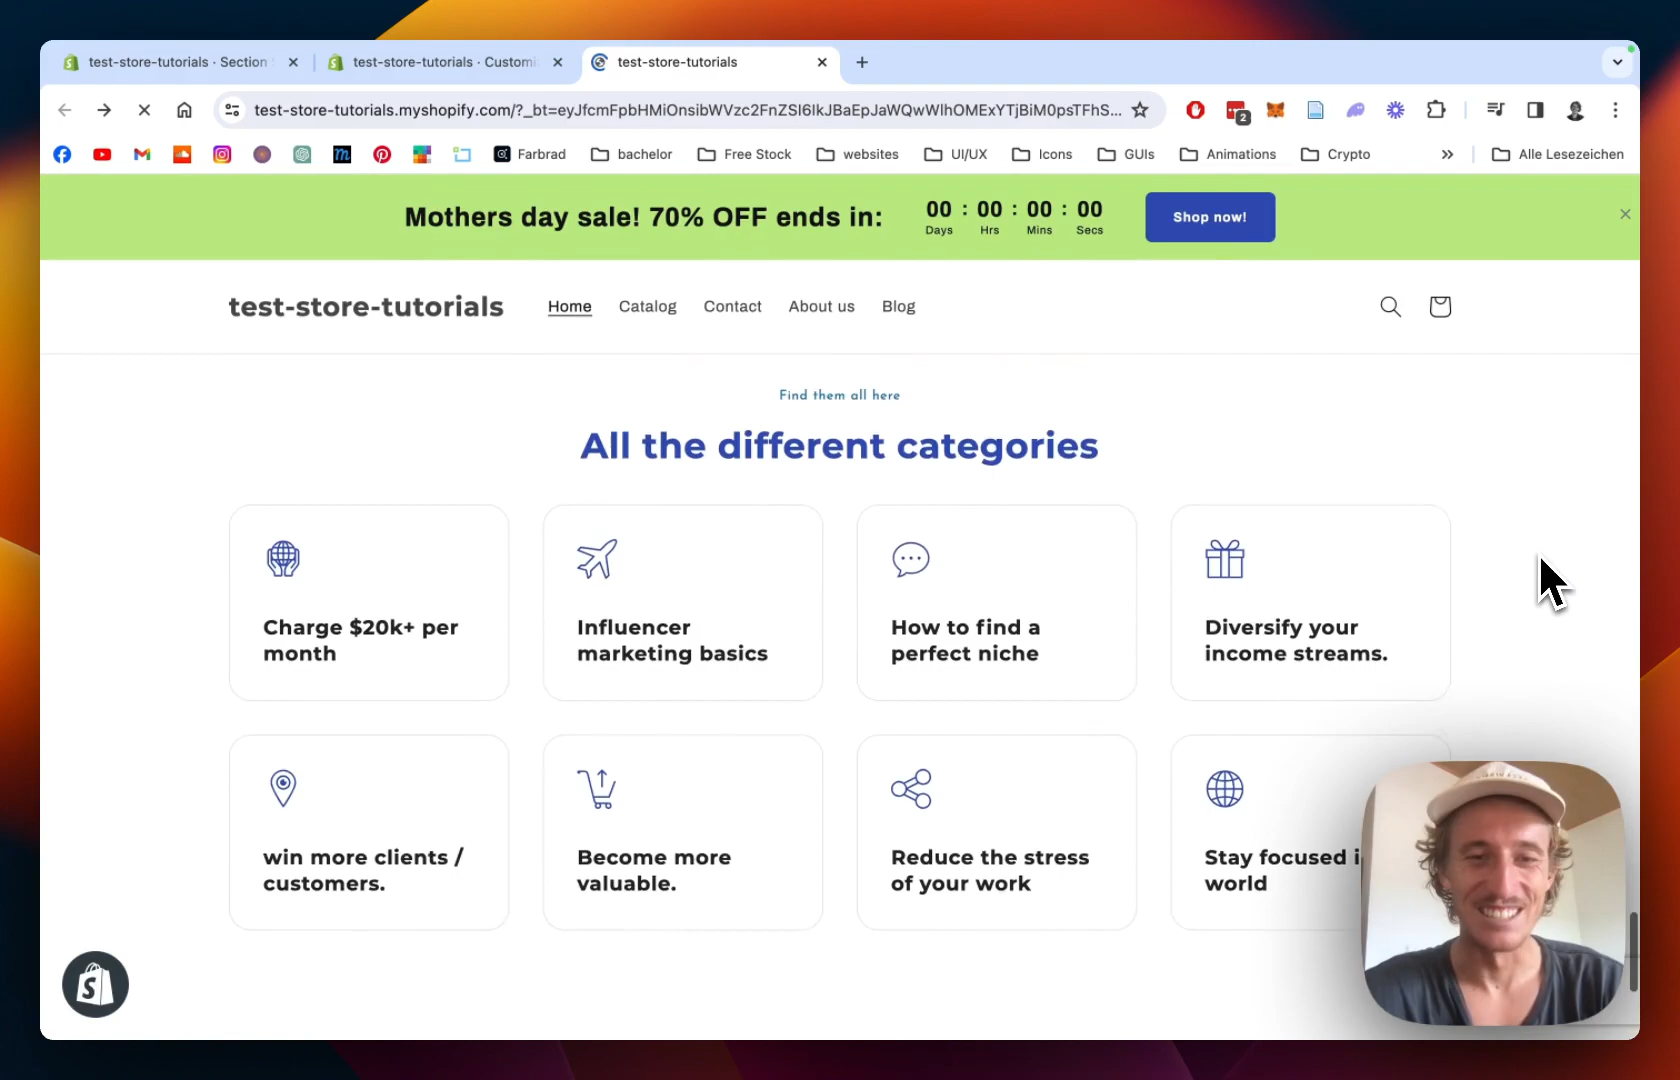 test-store-tutorials · Section
test-store-tutorials · Customi
test-store-tutorials
test-store-tutorials.myshopify.com/?_bt=eyJfcmFpbHMiOnsibWVzc2FnZSI6IkJBaEpJaWQwWlhOMExYTjBiM0psTFhS...
2
Farbrad
bachelor
Free Stock
websites
UI/UX
Icons
GUIs
Animations
Crypto
Alle Lesezeichen
Mothers day sale! 70% OFF ends in:
00 : 00 : 00 : 00
Days Hrs Mins Secs
Shop now!
test-store-tutorials
Home
Catalog
Contact
About us
Blog
Find them all here
All the different categories
Charge $20k+ per
month
Influencer
marketing basics
How to find a
perfect niche
Diversify your
income streams.
win more clients /
customers.
Become more
valuable.
Reduce the stress
of your work
Stay focused i
world